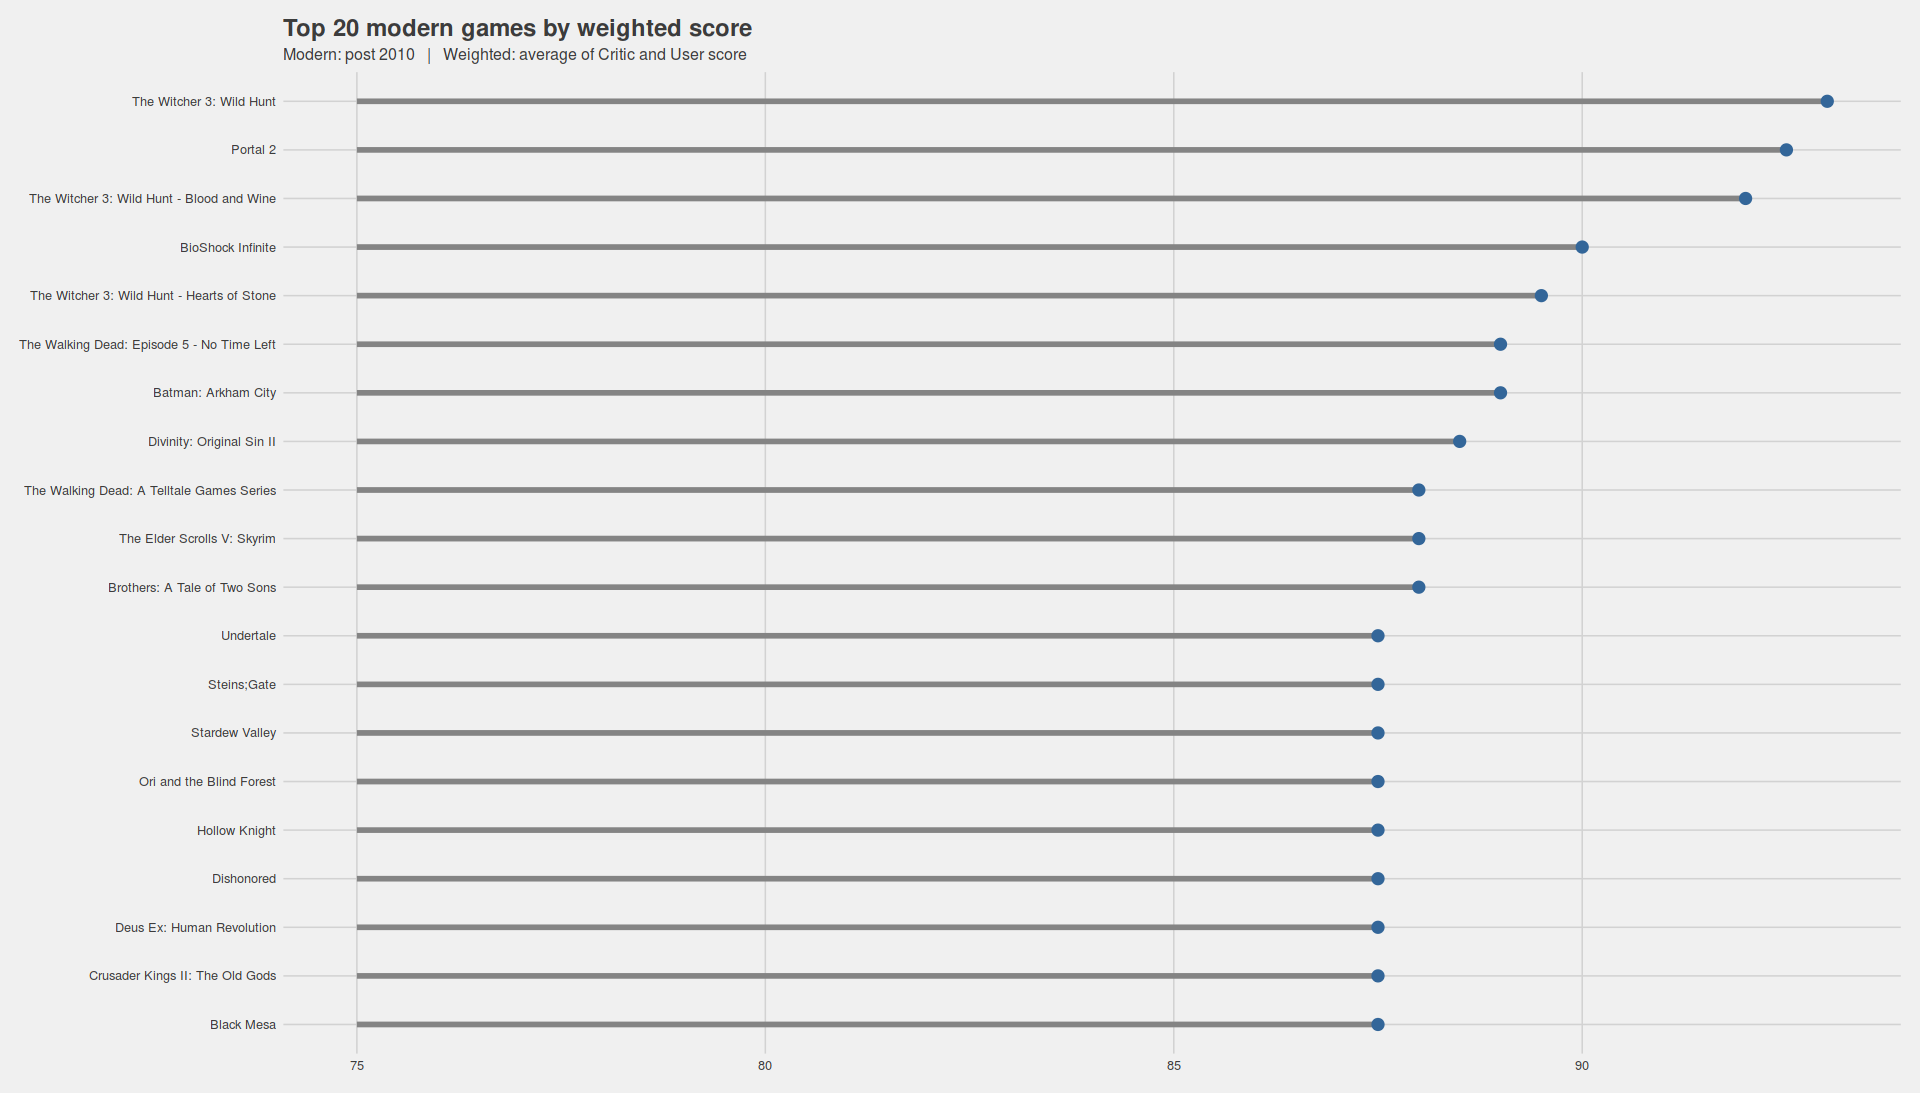 Top 20 modern games by weighted score
Modern: post 2010 | Weighted: average of Critic and User score
The Witcher 3: Wild Hunt
Portal 2
The Witcher 3: Wild Hunt - Blood and Wine
BioShock Infinite
The Witcher 3: Wild Hunt - Hearts of Stone
The Walking Dead: Episode 5 - No Time Left
Batman: Arkham City
Divinity: Original Sin II
The Walking Dead: A Telltale Games Series
The Elder Scrolls V: Skyrim
Brothers: A Tale of Two Sons
Undertale
Steins;Gate
Stardew Valley
Ori and the Blind Forest
Hollow Knight
Dishonored
Deus Ex: Human Revolution
Crusader Kings II: The Old Gods
Black Mesa
75 80 85 90